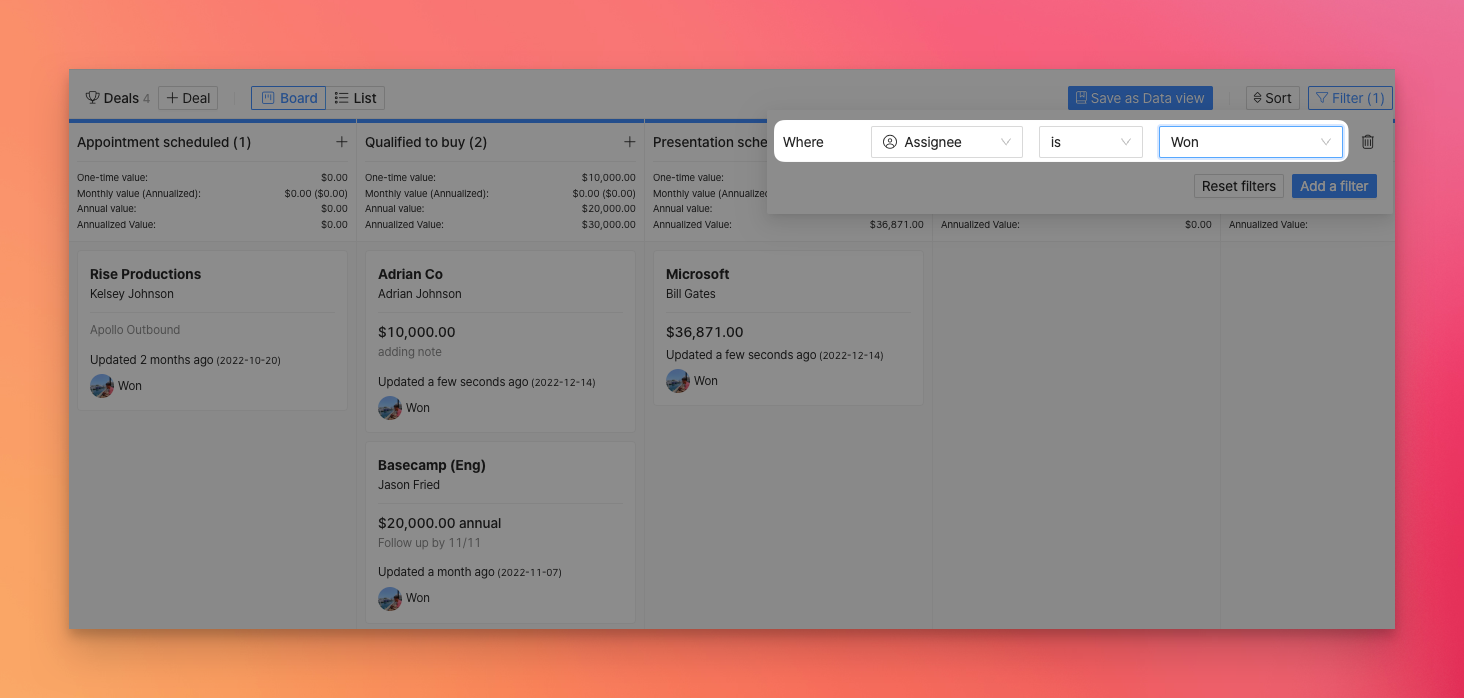 Deals 4
+ Deal
Board
List
Save as Data view
Sort
Filter (1)
Where
Assignee
is
Won
Reset filters
Add a filter
Appointment scheduled (1)
One-time value: $0.00
Monthly value (Annualized): $0.00 ($0.00)
Annual value: $0.00
Annualized Value: $0.00
Rise Productions
Kelsey Johnson
Apollo Outbound
Updated 2 months ago (2022-10-20)
Won
Qualified to buy (2)
One-time value: $10,000.00
Monthly value (Annualized): $0.00 ($0.00)
Annual value: $20,000.00
Annualized Value: $30,000.00
Adrian Co
Adrian Johnson
$10,000.00
adding note
Updated a few seconds ago (2022-12-14)
Won
Basecamp (Eng)
Jason Fried
$20,000.00 annual
Follow up by 11/11
Updated a month ago (2022-11-07)
Won
Presentation sche
One-time value:
Monthly value (Annualized
Annual value:
Annualized Value: $36,871.00
Microsoft
Bill Gates
$36,871.00
Updated a few seconds ago (2022-12-14)
Won
Annualized Value: $0.00
Annualized Value: